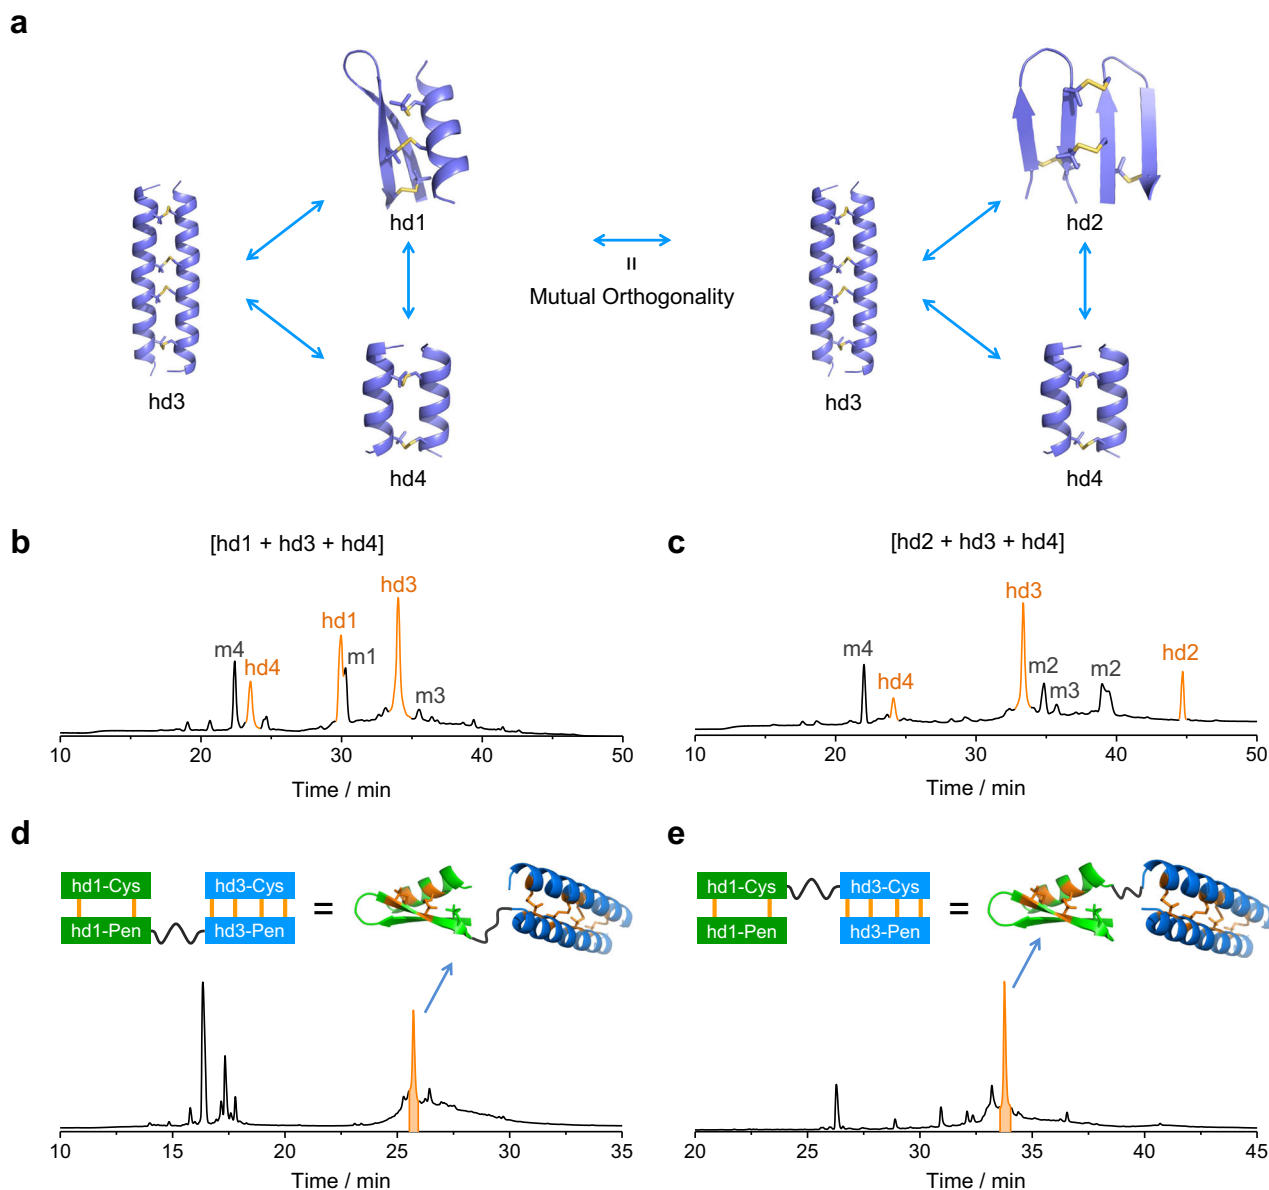 a
hd1
hd3
hd4
=
Mutual Orthogonality
hd2
hd3
hd4
b
[hd1 + hd3 + hd4]
m4
hd4
hd1
m1
hd3
m3
10 20 30 40 50
Time / min
c
[hd2 + hd3 + hd4]
m4
hd4
hd3
m2
m3
m2
hd2
10 20 30 40 50
Time / min
d
hd1-Cys hd3-Cys
=
hd1-Pen hd3-Pen
10 15 20 25 30 35
Time / min
e
hd1-Cys hd3-Cys
=
hd1-Pen hd3-Pen
20 25 30 35 40 45
Time / min